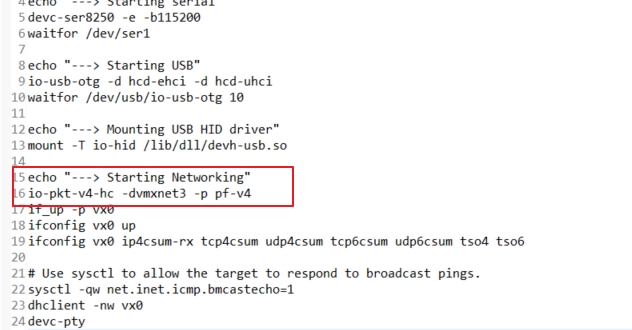 4 echo "---> Starting serial"
5 devc-ser8250 -e -b115200
6 waitfor /dev/ser1
7
8 echo "---> Starting USB"
9 io-usb-otg -d hcd-ehci -d hcd-uhci
10 waitfor /dev/usb/io-usb-otg 10
11
12 echo "---> Mounting USB HID driver"
13 mount -T io-hid /lib/dll/devh-usb.so
14
15 echo "---> Starting Networking"
16 io-pkt-v4-hc -dvmxnet3 -p pf-v4
17 if_up -p vx0
18 ifconfig vx0 up
19 ifconfig vx0 ip4csum-rx tcp4csum udp4csum tcp6csum udp6csum tso4 tso6
20
21 # Use sysctl to allow the target to respond to broadcast pings.
22 sysctl -qw net.inet.icmp.bmcastecho=1
23 dhclient -nw vx0
24 devc-pty